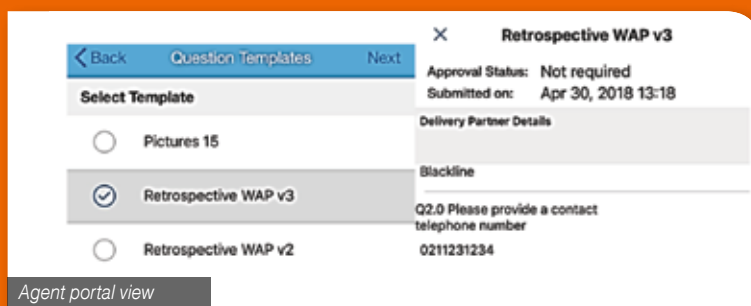 Back Question Templates Next
Select Template
Pictures 15
Retrospective WAP v3
Retrospective WAP v2
Agent portal view
× Retrospective WAP v3
Approval Status: Not required
Submitted on: Apr 30, 2018 13:18
Delivery Partner Details
Blackline
Q2.0 Please provide a contact
telephone number
0211231234